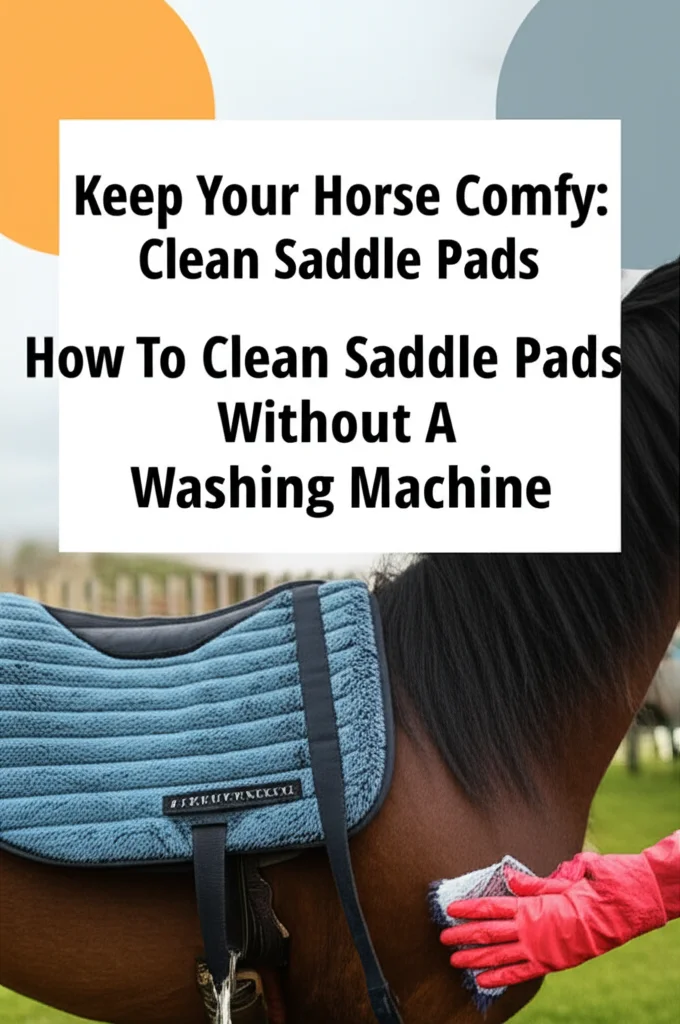 Keep Your Horse Comfy:
Clean Saddle Pads
How To Clean Saddle Pads
Without A
Washing Machine